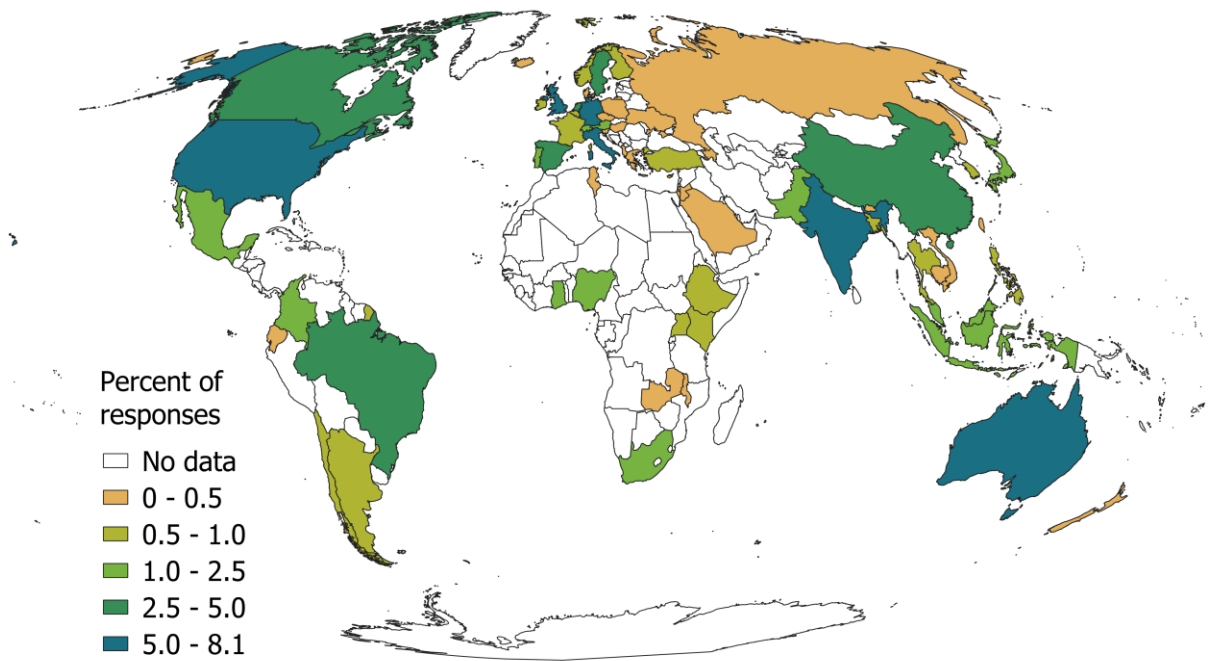 Percent of
responses
No data
0 - 0.5
0.5 - 1.0
1.0 - 2.5
2.5 - 5.0
5.0 - 8.1